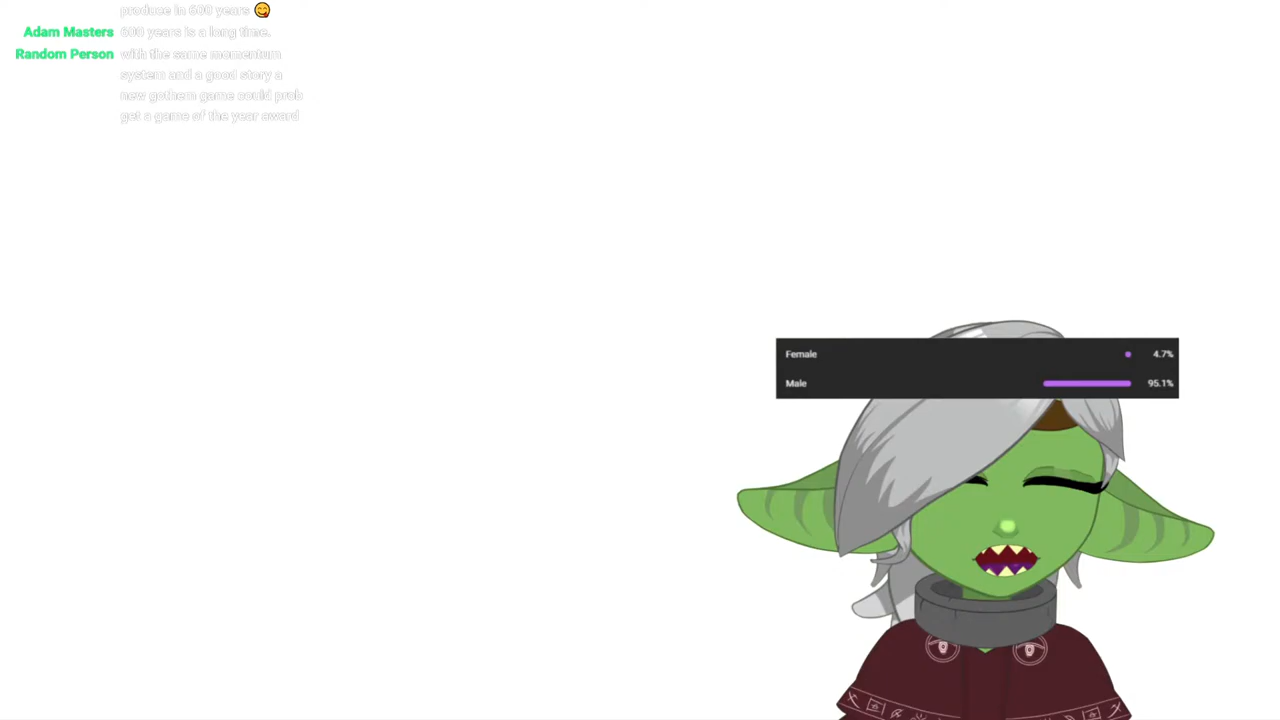 produce in 600 years 😋
Adam Masters 600 years is a long time.
Random Person with the same momentum
system and a good story a
new gothem game could prob
get a game of the year award
Female 4.7%
Male 95.1%